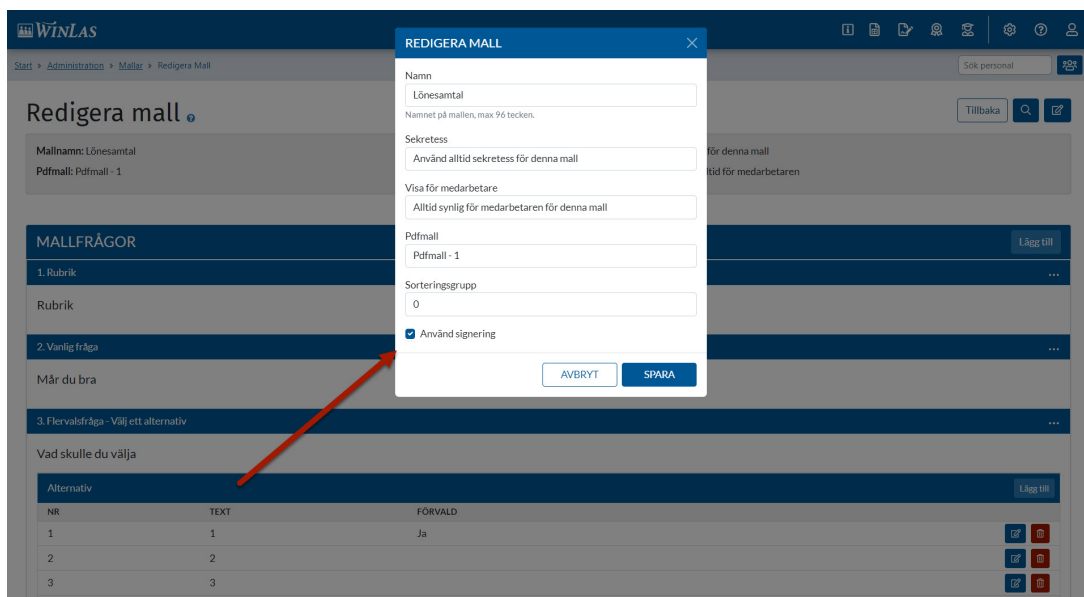 WINLAS
Start > Administration > Mallar > Redigera Mall
Sök personal
Redigera mall
Tillbaka
Mallnamn: Lönesamtal
för denna mall
Pdfmall: Pdfmall - 1
ltid för medarbetaren
REDIGERA MALL
Namn
Lönesamtal
Namnet på mallen, max 96 tecken.
Sekretess
Använd alltid sekretess för denna mall
Visa för medarbetare
Alltid synlig för medarbetaren för denna mall
Pdfmall
Pdfmall - 1
Sorteringsgrupp
0
Använd signering
AVBRYT SPARA
MALLFRÅGOR Lägg till
1. Rubrik ...
Rubrik
2. Vanlig fråga ...
Mår du bra
3. Flervalsfråga - Välj ett alternativ ...
Vad skulle du välja
Alternativ Lägg till
NR TEXT FÖRVALD
1 1 Ja
2 2
3 3